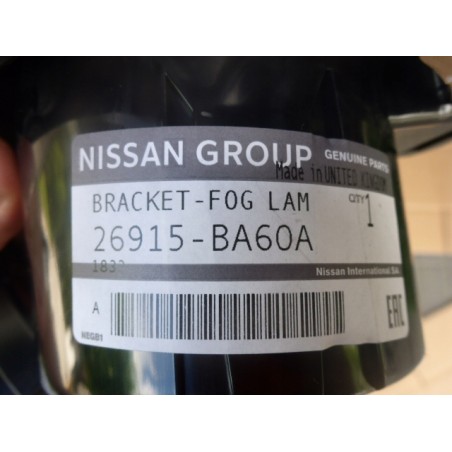 NISSAN GROUP GENUINE PARTS
Made in UNITED KINGDOM
BRACKET-FOG LAM QTY 1
26915-BA60A
1832
Nissan International SA
A
NEGB1
EAC